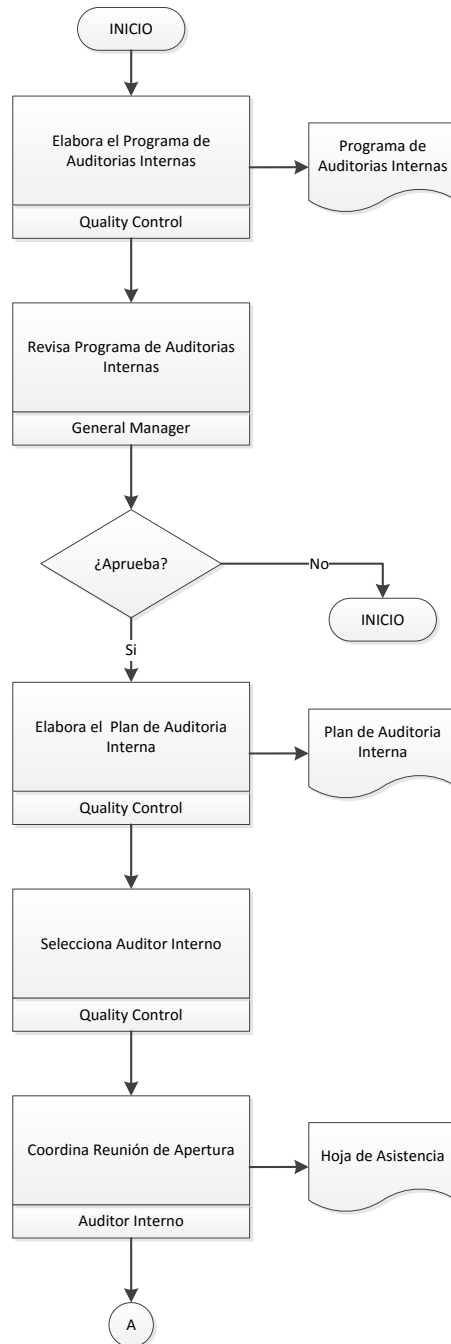 INICIO
Elabora el Programa de
Auditorias Internas
Quality Control
Programa de
Auditorias Internas
Revisa Programa de Auditorias
Internas
General Manager
¿Aprueba?
No
INICIO
Si
Elabora el Plan de Auditoria
Interna
Quality Control
Plan de Auditoria
Interna
Selecciona Auditor Interno
Quality Control
Coordina Reunión de Apertura
Auditor Interno
Hoja de Asistencia
A